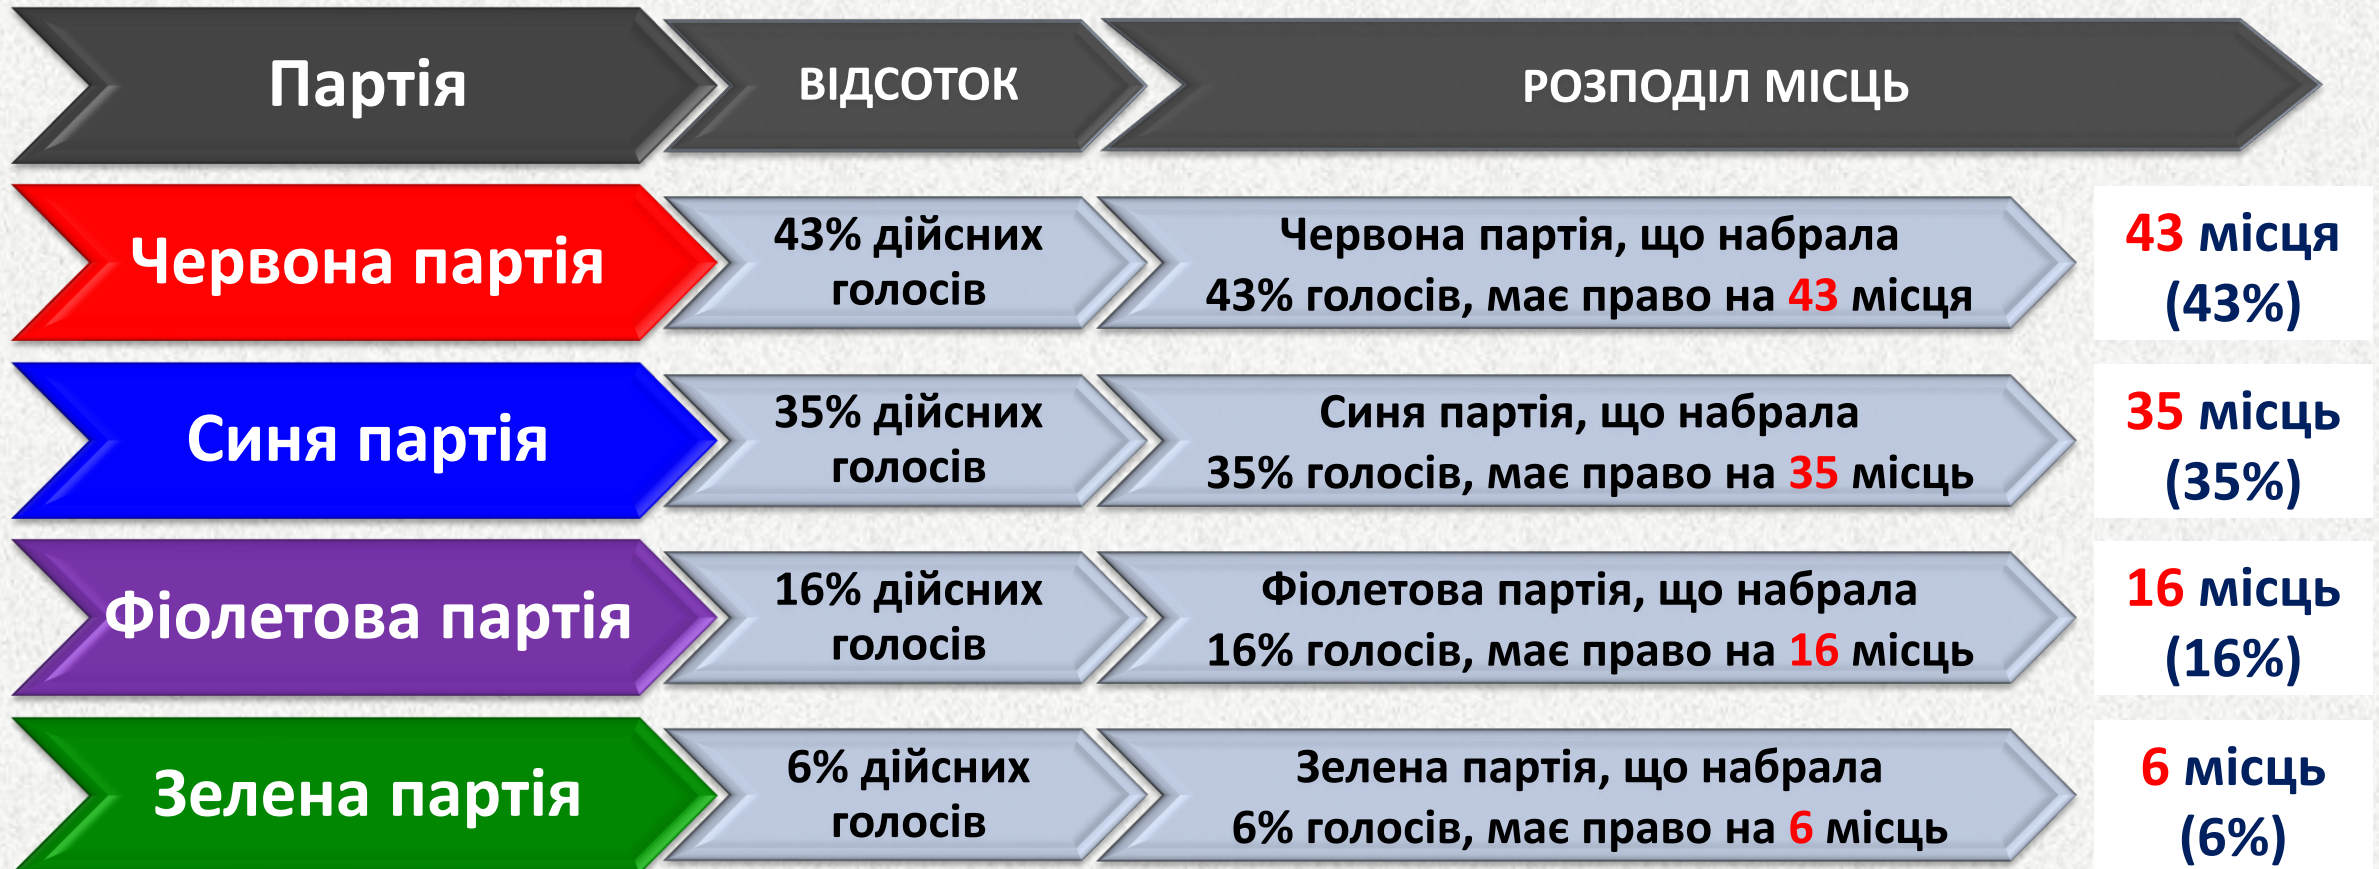 Партія
ВІДСОТОК
РОЗПОДІЛ МІСЦЬ
Червона партія
43% дійсних
голосів
Червона партія, що набрала
43% голосів, має право на 43 місця
43 місця
(43%)
Синя партія
35% дійсних
голосів
Синя партія, що набрала
35% голосів, має право на 35 місць
35 місць
(35%)
Фіолетова партія
16% дійсних
голосів
Фіолетова партія, що набрала
16% голосів, має право на 16 місць
16 місць
(16%)
Зелена партія
6% дійсних
голосів
Зелена партія, що набрала
6% голосів, має право на 6 місць
6 місць
(6%)